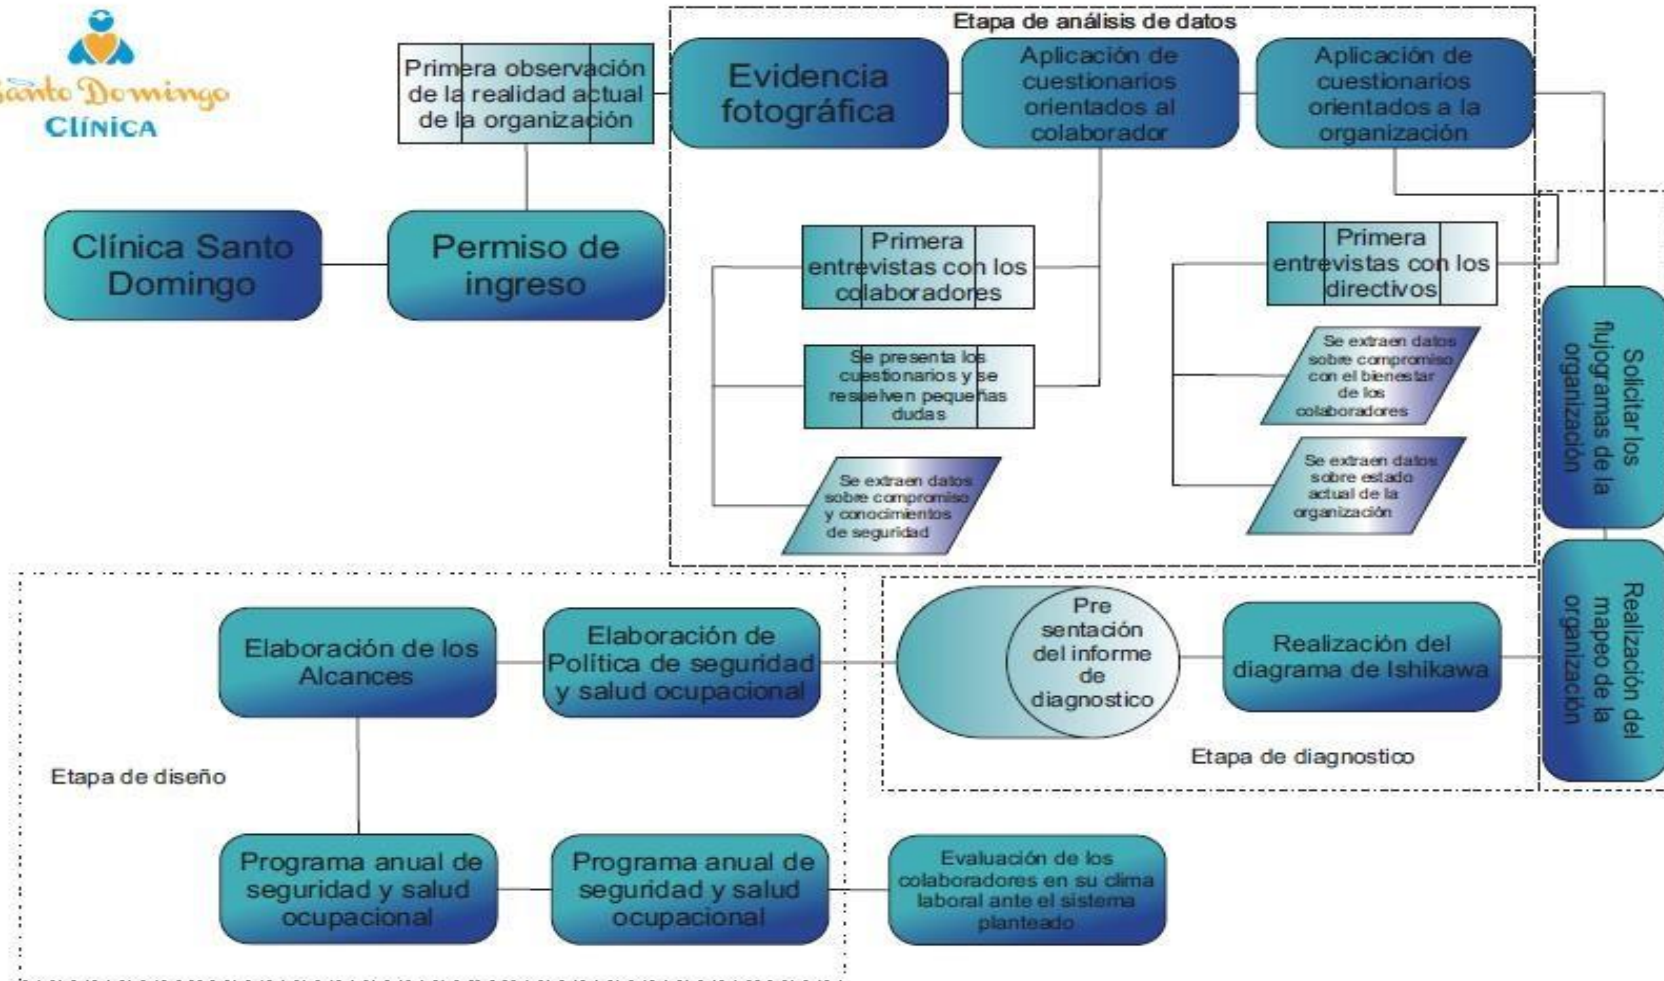 Santo Domingo
CLÍNICA
Etapa de análisis de datos
Primera observación
de la realidad actual
de la organización
Evidencia
fotográfica
Aplicación de
cuestionarios
orientados al
colaborador
Aplicación de
cuestionarios
orientados a la
organización
Clínica Santo
Domingo
Permiso de
ingreso
Primera
entrevistas con los
colaboradores
Se presenta los
cuestionarios y se
resuelven pequeñas
dudas
Se extraen datos
sobre compromiso
y conocimientos
de seguridad
Primera
entrevistas con los
directivos
Se extraen datos
sobre compromiso
con el bienestar
de los
colaboradores
Se extraen datos
sobre estado
actual de la
organización
Solicitar los
flujogramas de la
organización
Realización del
mapeo de la
organización
Realización del
diagrama de Ishikawa
Pre
sentación
del informe
de
diagnostico
Etapa de diagnostico
Elaboración de
Política de seguridad
y salud ocupacional
Elaboración de los
Alcances
Etapa de diseño
Programa anual de
seguridad y salud
ocupacional
Programa anual de
seguridad y salud
ocupacional
Evaluación de los
colaboradores en su clima
laboral ante el sistema
planteado